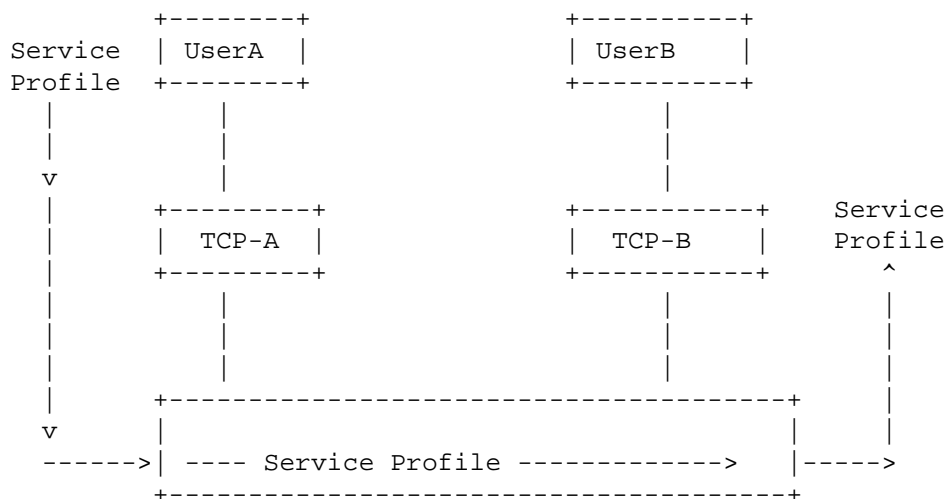 Service UserA UserB
Profile
TCP-A TCP-B Service
Profile
Service Profile